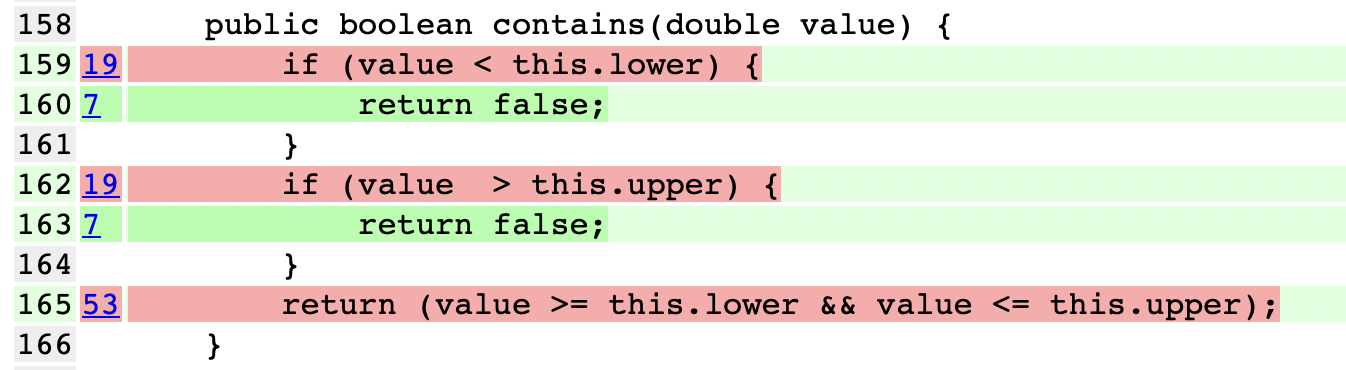 158 public boolean contains(double value) {
159 19 if (value < this.lower) {
160 7 return false;
161 }
162 19 if (value  > this.upper) {
163 7 return false;
164 }
165 53 return (value >= this.lower && value <= this.upper);
166 }